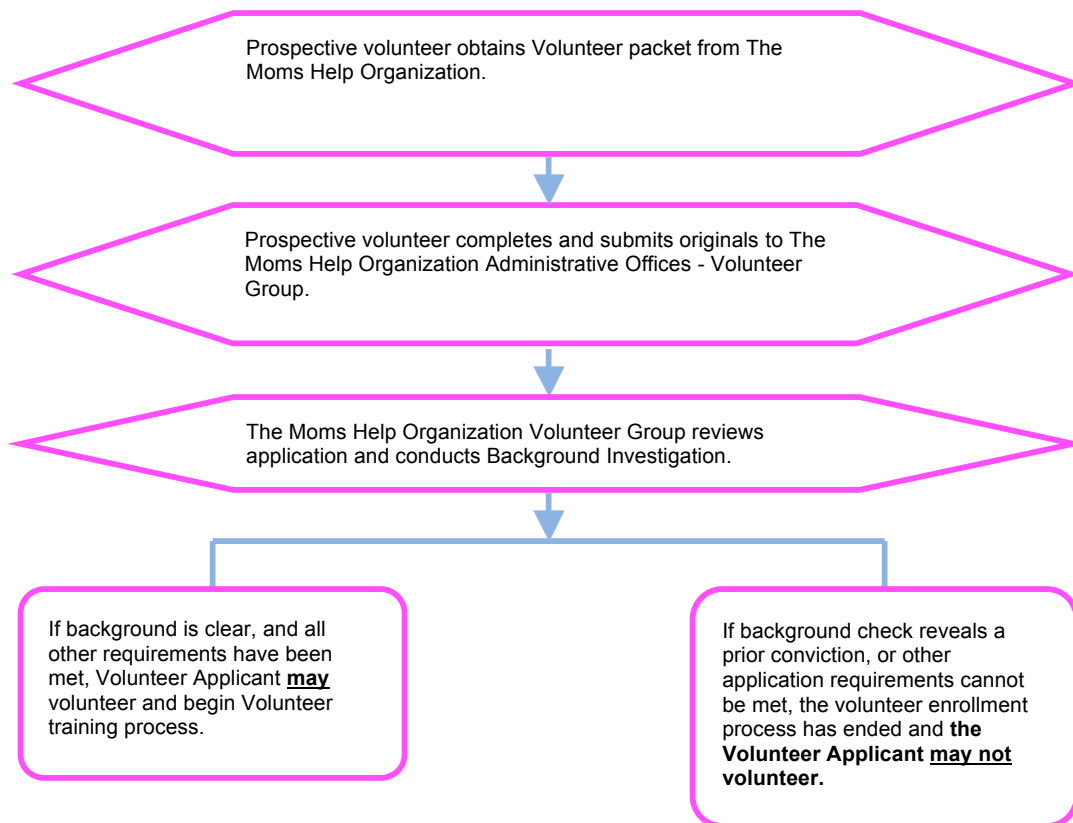 Prospective volunteer obtains Volunteer packet from The
Moms Help Organization.
Prospective volunteer completes and submits originals to The
Moms Help Organization Administrative Offices - Volunteer
Group.
The Moms Help Organization Volunteer Group reviews
application and conducts Background Investigation.
If background is clear, and all
other requirements have been
met, Volunteer Applicant may
volunteer and begin Volunteer
training process.
If background check reveals a
prior conviction, or other
application requirements cannot
be met, the volunteer enrollment
process has ended and the
Volunteer Applicant may not
volunteer.